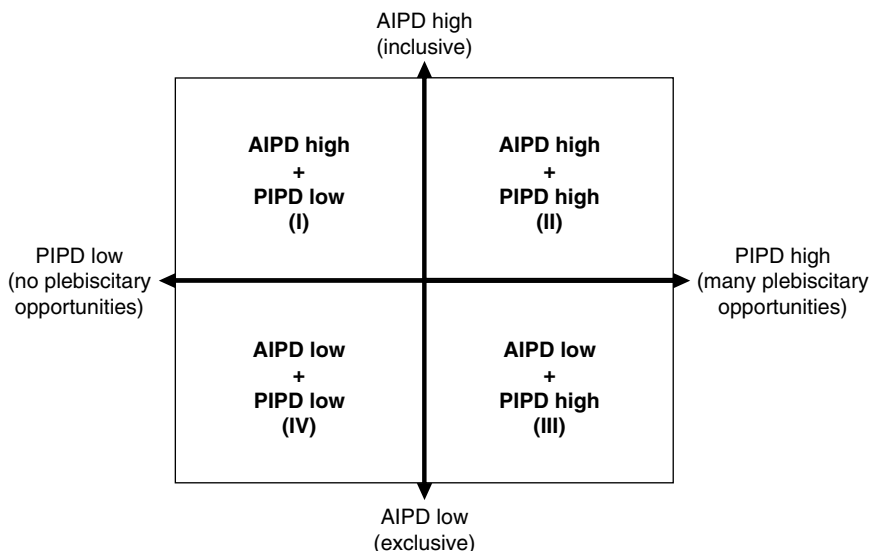 AIPD high
(inclusive)
AIPD high
+
PIPD low
(I)
AIPD high
+
PIPD high
(II)
PIPD low
(no plebiscitary
opportunities)
PIPD high
(many plebiscitary
opportunities)
AIPD low
+
PIPD low
(IV)
AIPD low
+
PIPD high
(III)
AIPD low
(exclusive)